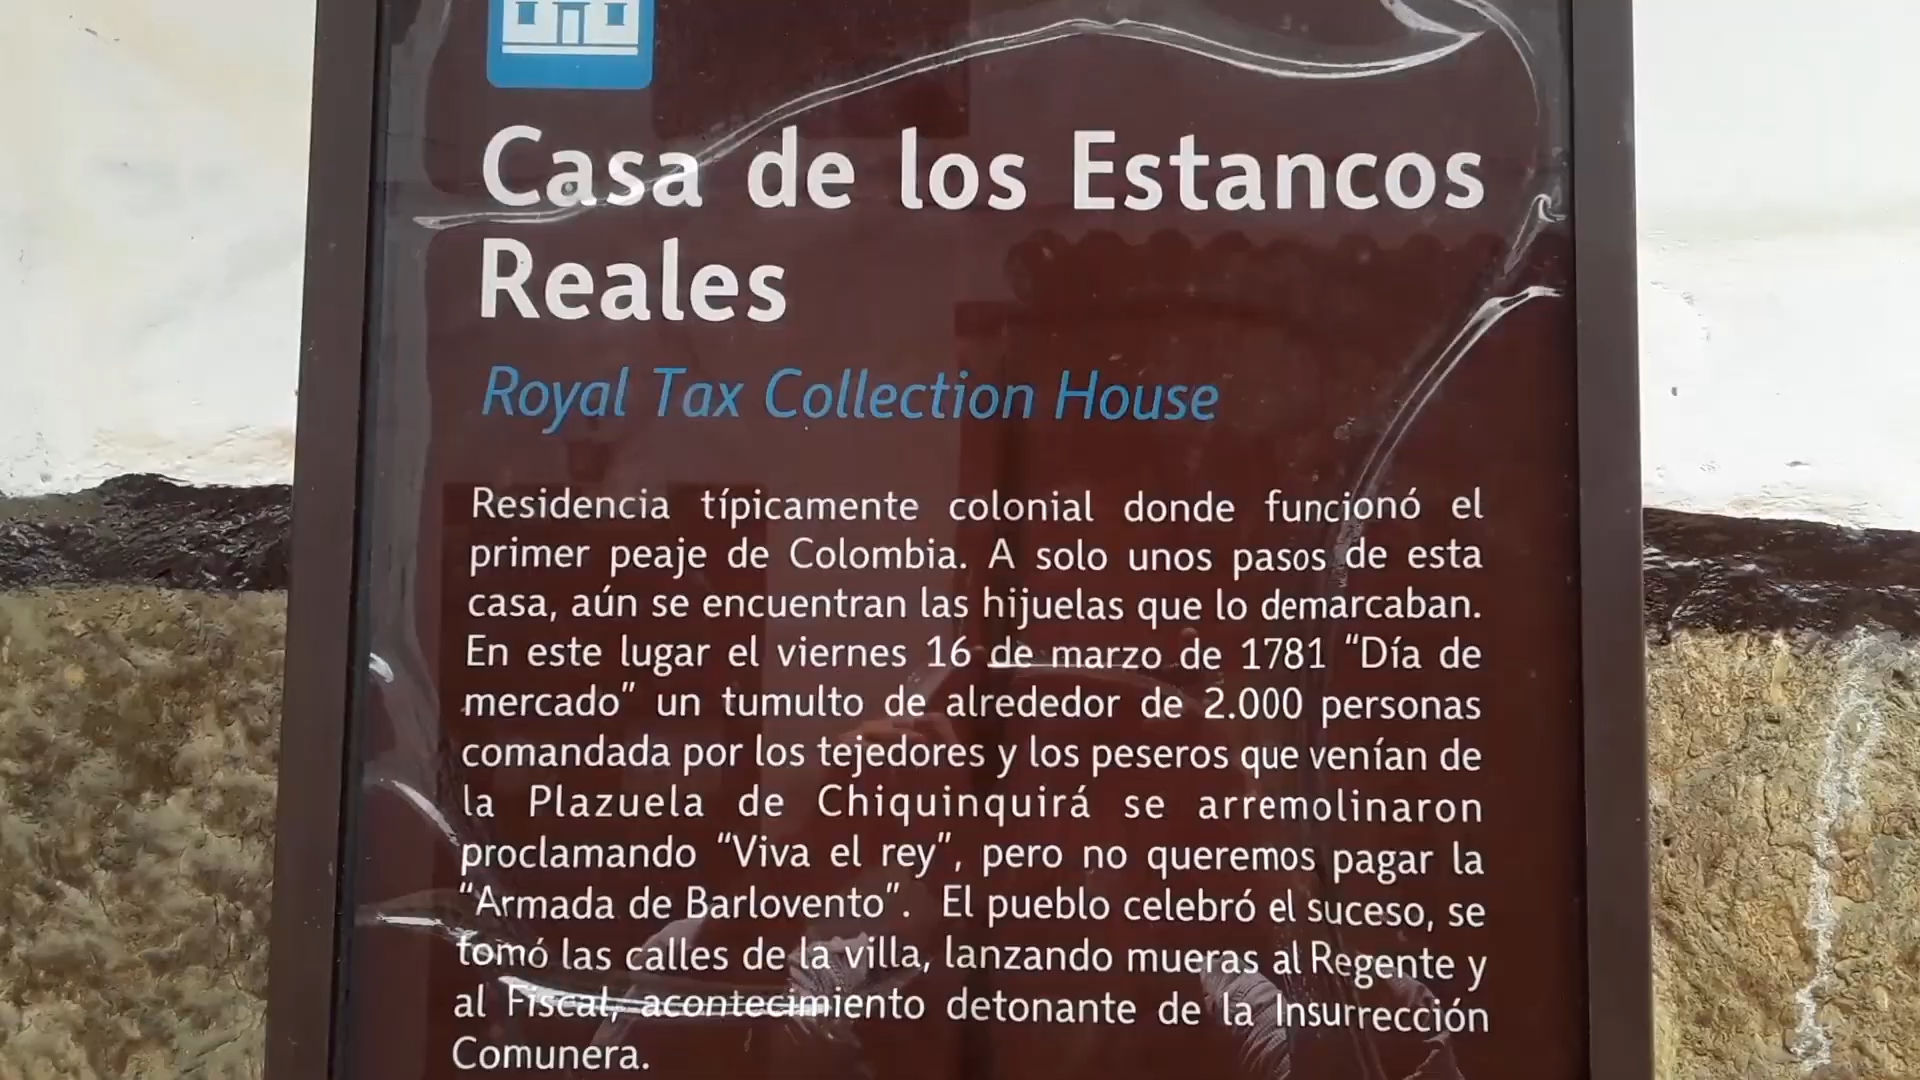 Casa de los Estancos
Reales
Royal Tax Collection House
Residencia típicamente colonial donde funcionó el
primer peaje de Colombia. A solo unos pasos de esta
casa, aún se encuentran las hijuelas que lo demarcaban.
En este lugar el viernes 16 de marzo de 1781 “Día de
mercado” un tumulto de alrededor de 2.000 personas
comandada por los tejedores y los peseros que venían de
la Plazuela de Chiquinquirá se arremolinaron
proclamando “Viva el rey”, pero no queremos pagar la
“Armada de Barlovento”. El pueblo celebró el suceso, se
tomó las calles de la villa, lanzando mueras al Regente y
al Fiscal, acontecimiento detonante de la Insurrección
Comunera.